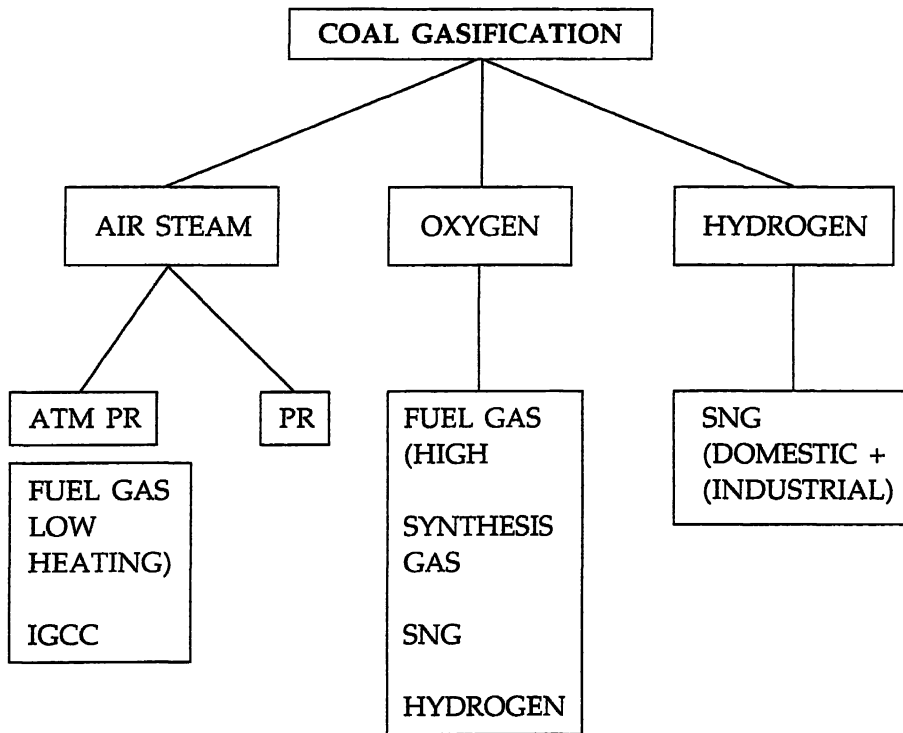 COAL GASIFICATION
AIR STEAM
OXYGEN
HYDROGEN
ATM PR
PR
FUEL GAS
LOW
HEATING)
IGCC
FUEL GAS
(HIGH
SYNTHESIS
GAS
SNG
HYDROGEN
SNG
(DOMESTIC +
(INDUSTRIAL)